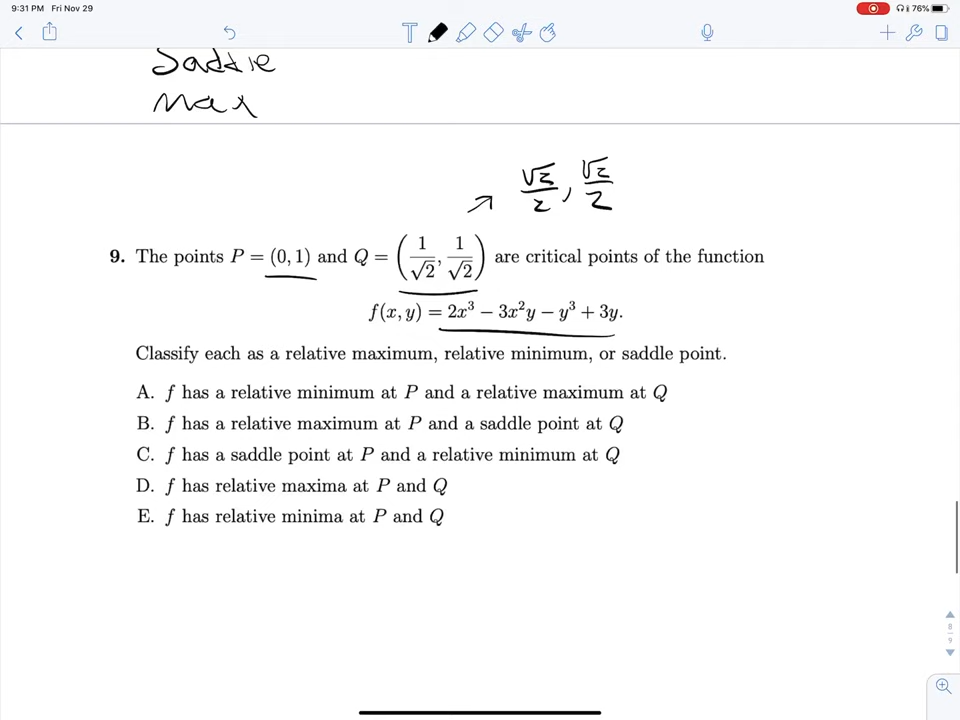 9:31 PM Fri Nov 29
76%
T
Saddle
Max
√2/2, √2/2
9. The points P = (0, 1) and Q = (1/√2, 1/√2) are critical points of the function
f(x, y) = 2x³ − 3x²y − y³ + 3y.
Classify each as a relative maximum, relative minimum, or saddle point.
A. f has a relative minimum at P and a relative maximum at Q
B. f has a relative maximum at P and a saddle point at Q
C. f has a saddle point at P and a relative minimum at Q
D. f has relative maxima at P and Q
E. f has relative minima at P and Q
8
9